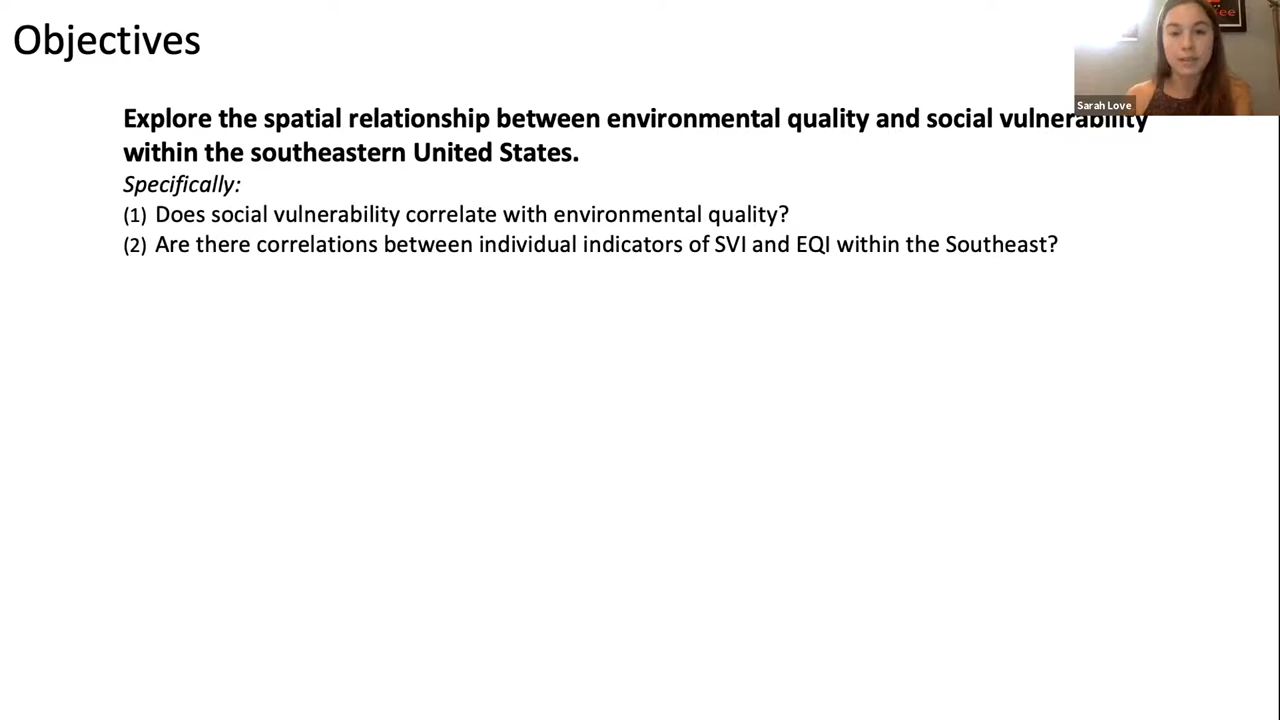 Objectives
Explore the spatial relationship between environmental quality and social vulnerability
within the southeastern United States.
Specifically:
(1) Does social vulnerability correlate with environmental quality?
(2) Are there correlations between individual indicators of SVI and EQI within the Southeast?
Sarah Love